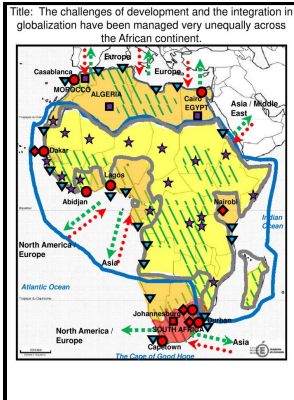 Title: The challenges of development and the integration in
globalization have been managed very unequally across
the African continent.
Europe
Europe
Casablanca
MOROCCO
ALGERIA
Cairo
EGYPT
Asia / Middle
East
Dakar
Lagos
Abidjan
Nairobi
Indian
Ocean
North America /
Europe
Asia
Atlantic Ocean
Johannesburg
Durban
SOUTH AFRICA
North America /
Europe
Capetown
Asia
The Cape of Good Hope